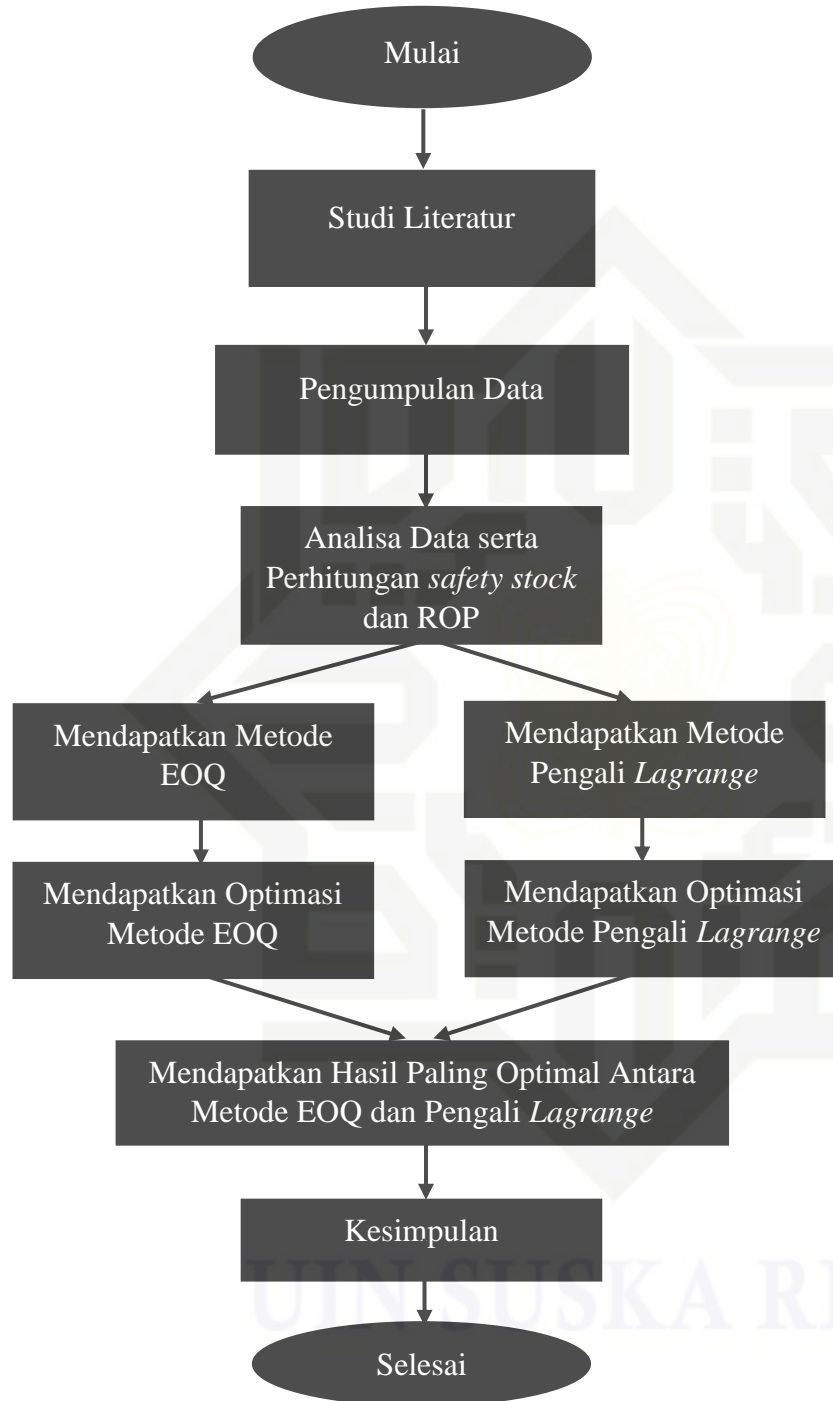 Mulai
Studi Literatur
Pengumpulan Data
Analisa Data serta
Perhitungan safety stock
dan ROP
Mendapatkan Metode
EOQ
Mendapatkan Metode
Pengali Lagrange
Mendapatkan Optimasi
Metode EOQ
Mendapatkan Optimasi
Metode Pengali Lagrange
Mendapatkan Hasil Paling Optimal Antara
Metode EOQ dan Pengali Lagrange
Kesimpulan
UIN SUSKA RI
Selesai